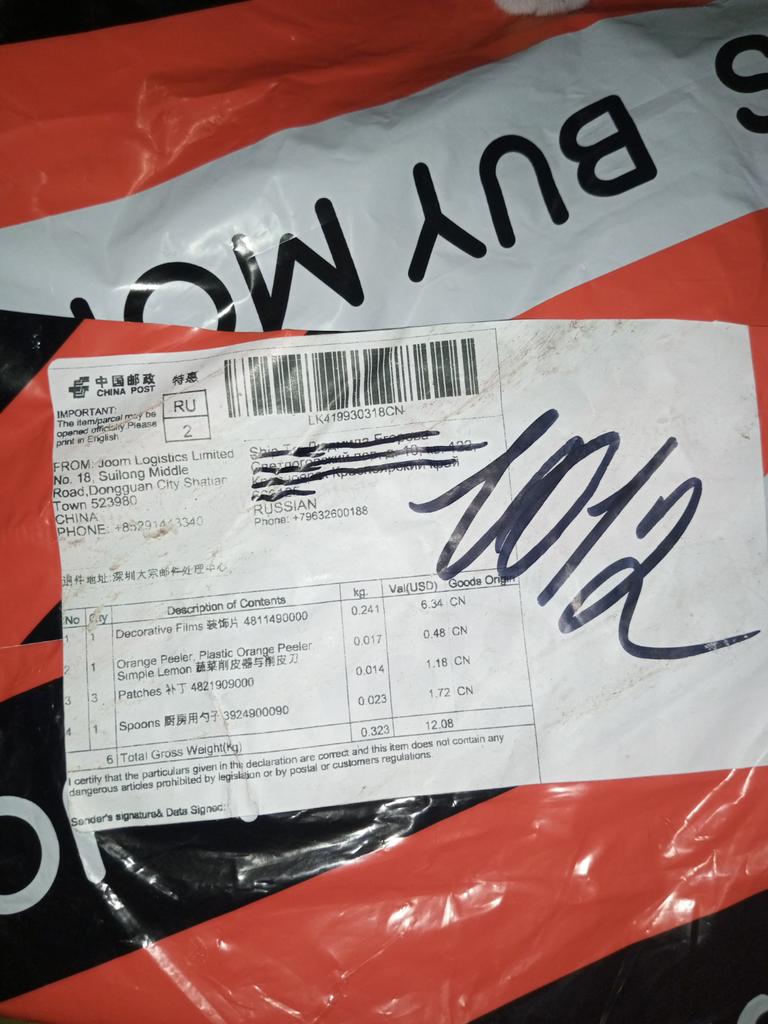 S
BUY MO
中国邮政 特惠
CHINA POST
IMPORTANT:
The item/parcel may be
opened officially. Please
print in English
RU
2
LK419930318CN
FROM: Joom Logistics Limited
No. 18, Suilong Middle
Road,Dongguan City Shatian
Town 523980
CHINA
PHONE:
RUSSIAN
Phone: +79632600188
1012
退件地址:深圳大宗邮件处理中心
No Qty Description of Contents kg. Val(USD) Goods Origin
1 1 Decorative Films 装饰片 4811490000 0.241 6.34 CN
2 1 Orange Peeler, Plastic Orange Peeler 0.017 0.48 CN
Simple Lemon 蔬菜削皮器与削皮刀
3 3 Patches 补丁 4821909000 0.014 1.18 CN
4 1 Spoons 厨房用勺子 3924900090 0.023 1.72 CN
6 Total Gross Weight(Kg) 0.323 12.08
I certify that the particulars given in the declaration are correct and this item does not contain any
dangerous articles prohibited by legislation or by postal or customers regulations.
Sender's signature& Data Signed: